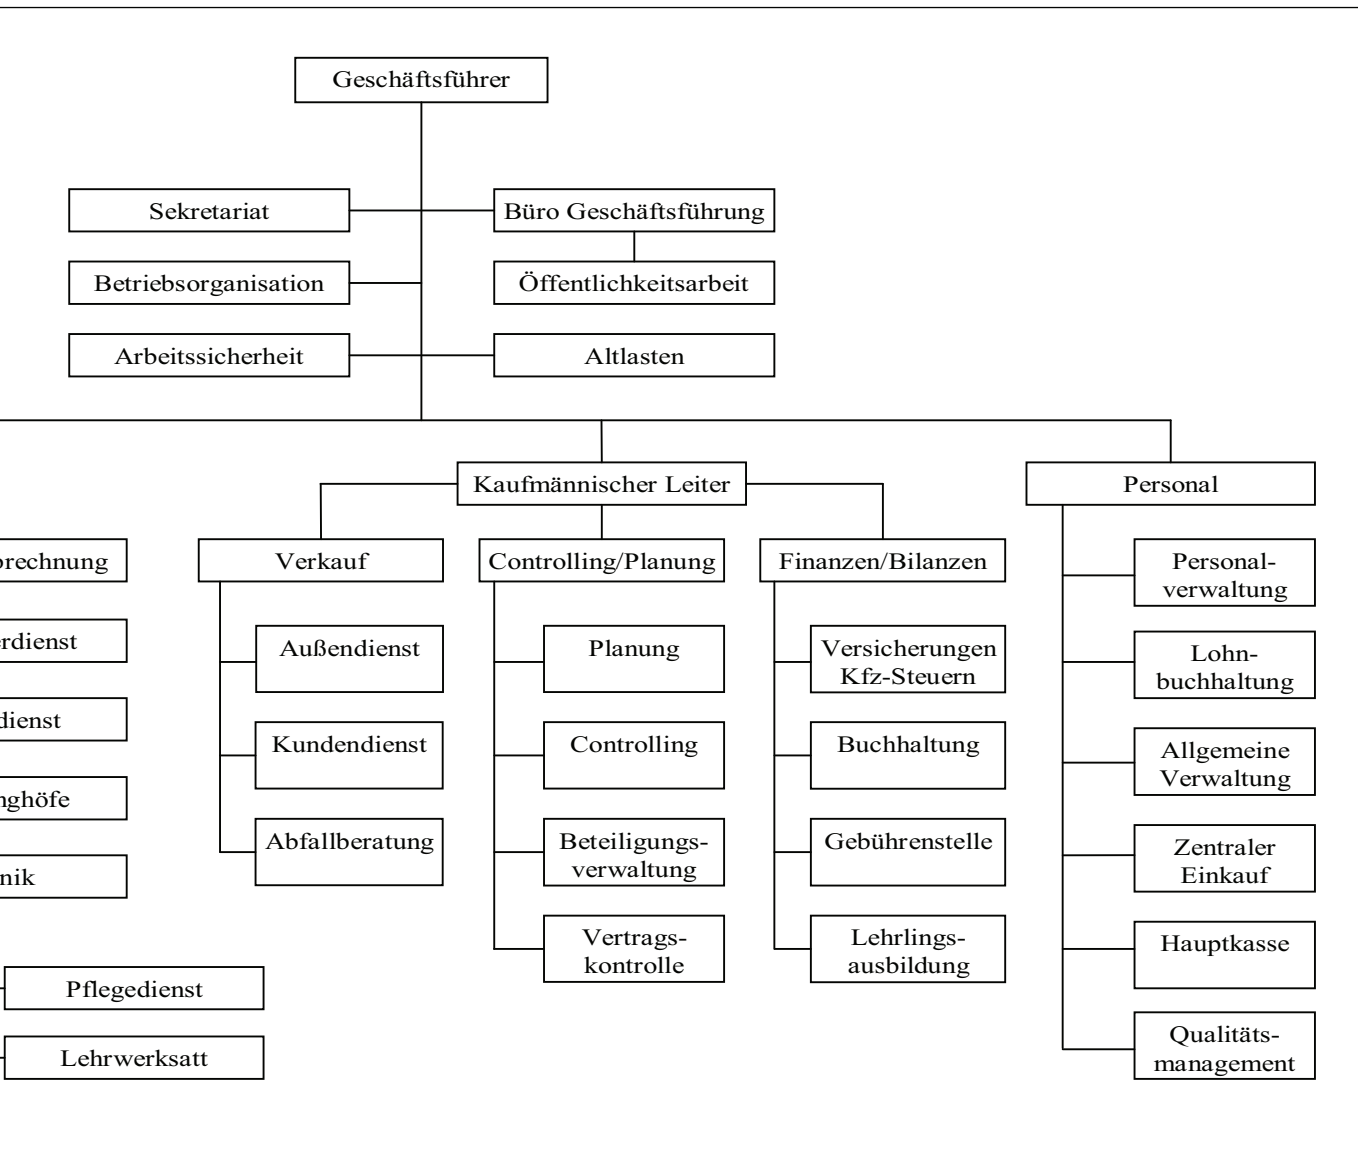 Geschäftsführer
Sekretariat
Büro Geschäftsführung
Betriebsorganisation
Öffentlichkeitsarbeit
Arbeitssicherheit
Altlasten
Kaufmännischer Leiter
Personal
Verkauf
Controlling/Planung
Finanzen/Bilanzen
Außendienst
Kundendienst
Abfallberatung
Planung
Controlling
Beteiligungs-
verwaltung
Vertrags-
kontrolle
Versicherungen
Kfz-Steuern
Buchhaltung
Gebührenstelle
Lehrlings-
ausbildung
Personal-
verwaltung
Lohn-
buchhaltung
Allgemeine
Verwaltung
Zentraler
Einkauf
Hauptkasse
Qualitäts-
management
Pflegedienst
Lehrwerksatt